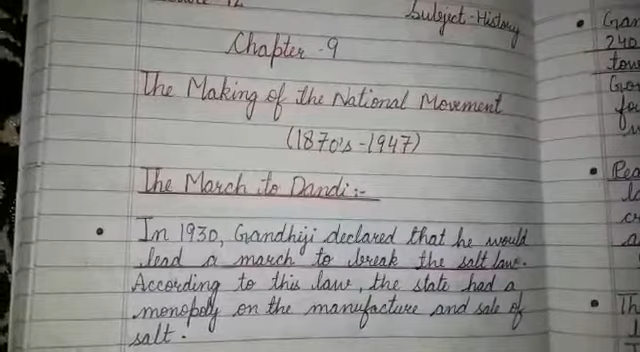 Subject - History
Chapter - 9
The Making of the National Movement
(1870's - 1947)
The March to Dandi :-
• In 1930, Gandhiji declared that he would
lead a march to break the salt law.
According to this law, the state had a
monopoly on the manufacture and sale of
salt.
•
240
•
•
Th